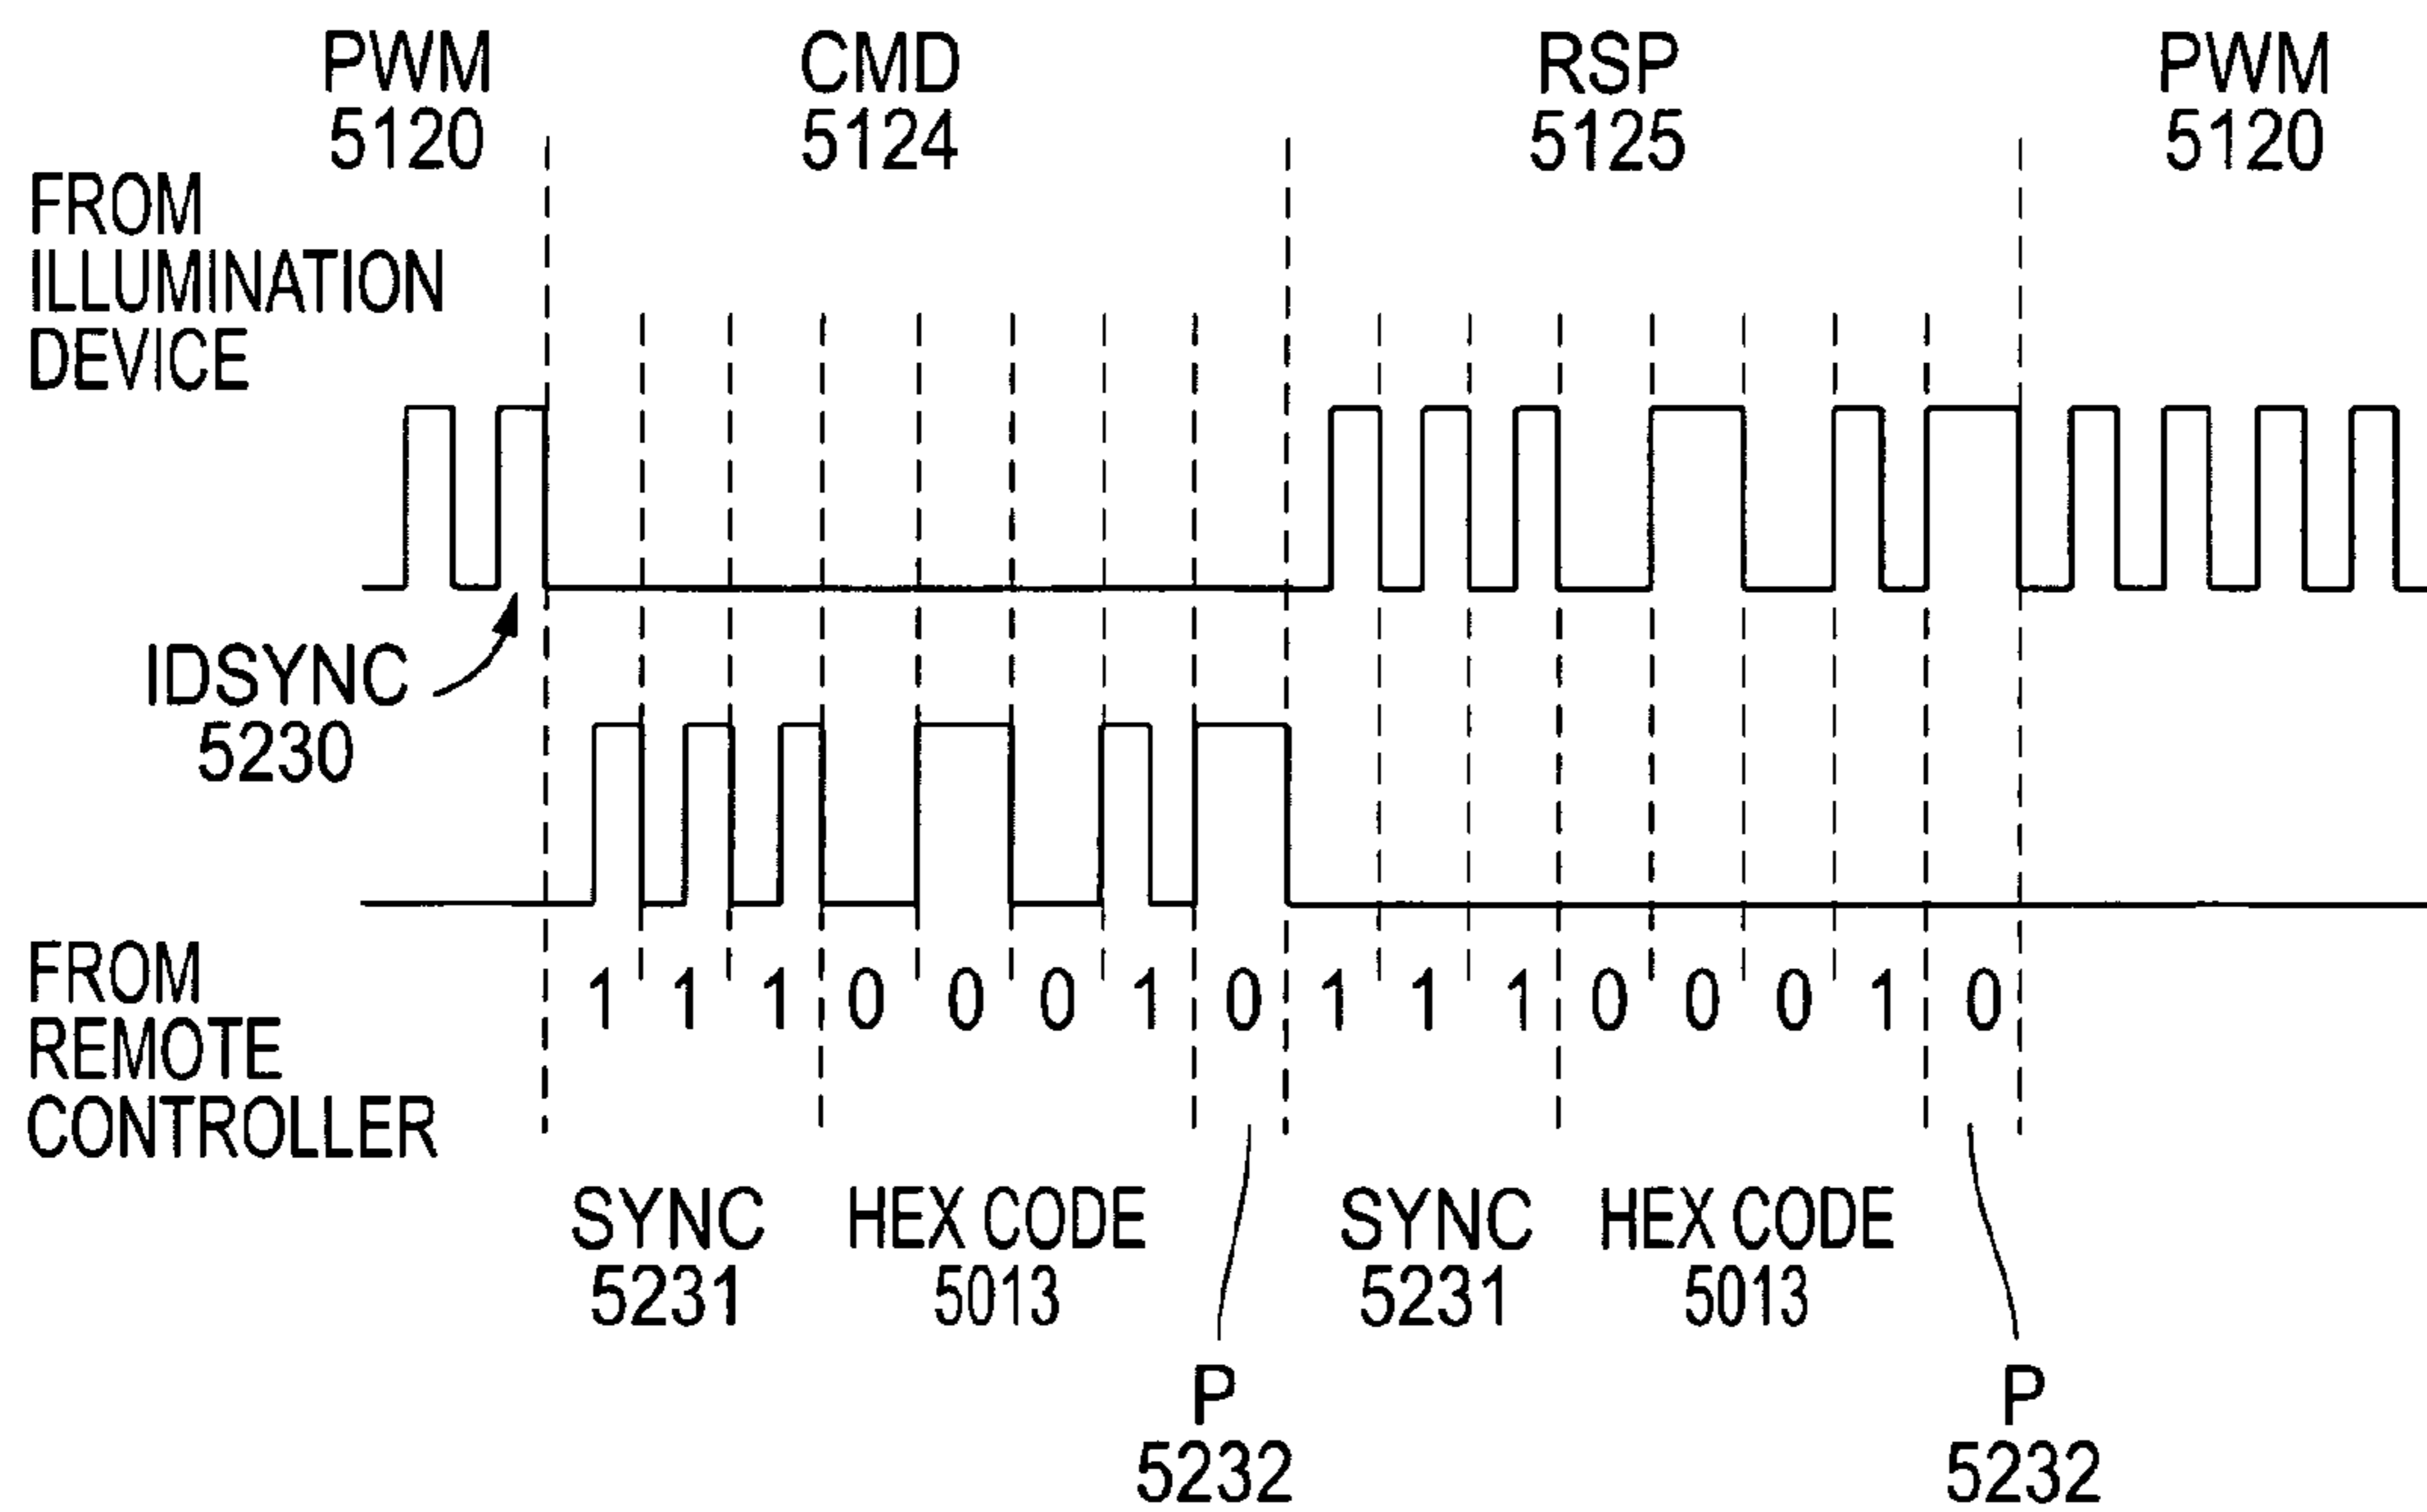 PWM
5120
CMD
5124
RSP
5125
PWM
5120
FROM
ILLUMINATION
DEVICE
IDSYNC
5230
FROM
REMOTE
CONTROLLER
1 1 1 0 0 0 1 0 1 1 1 0 0 0 1 0
SYNC
5231
HEX CODE
5013
SYNC
5231
HEX CODE
5013
P
5232
P
5232